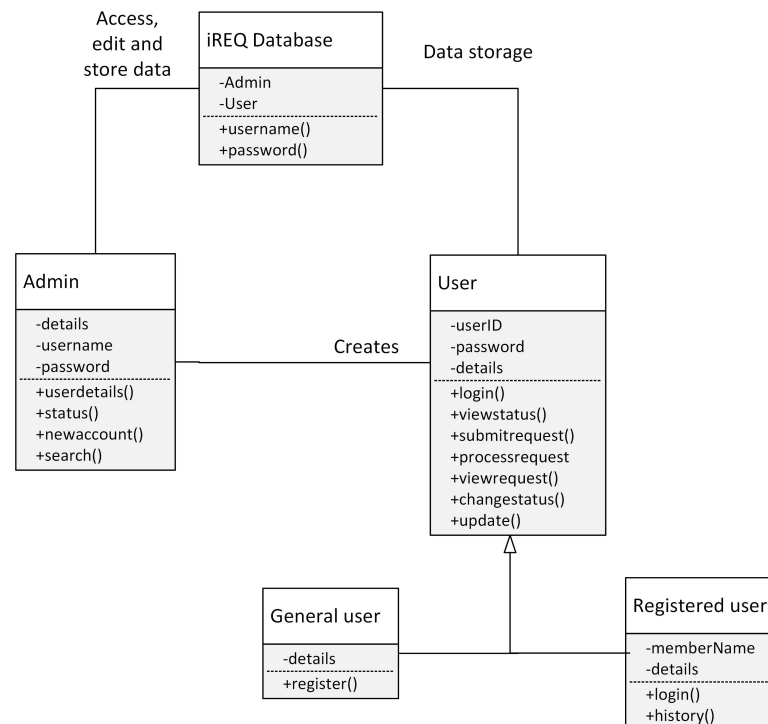 Access,
edit and
store data
iREQ Database
-Admin
-User
+username()
+password()
Data storage
Admin
-details
-username
-password
+userdetails()
+status()
+newaccount()
+search()
Creates
User
-userID
-password
-details
+login()
+viewstatus()
+submitrequest()
+processrequest
+viewrequest()
+changestatus()
+update()
General user
-details
+register()
Registered user
-memberName
-details
+login()
+history()